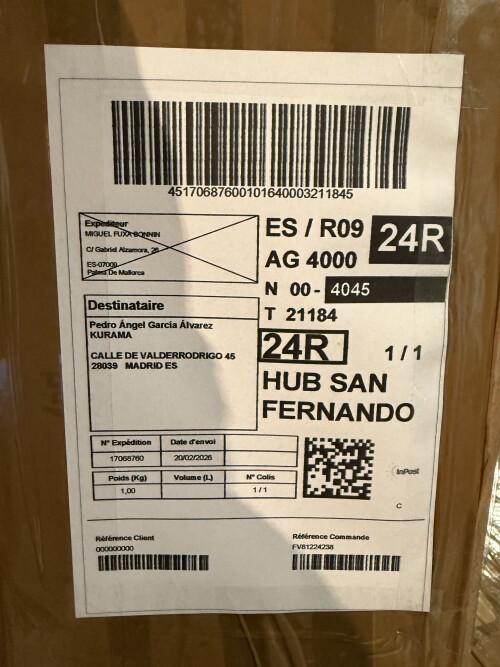 45170687600101640003211845
Expéditeur
MIGUEL FUXA BONNIN
C/ Gabriel Alzamora, 26
ES-07009
Palma De Mallorca
ES / R09
24R
AG 4000
N 00 - 4045
T 21184
Destinataire
Pedro Ángel García Álvarez
KURAMA
CALLE DE VALDERRODRIGO 45
28039 MADRID ES
24R
1 / 1
HUB SAN
FERNANDO
N° Expédition Date d'envoi
17068760 20/02/2026
Poids (Kg) Volume (L) N° Colis
1,00 1 / 1
InPost
C
Référence Client Référence Commande
000000000 FV81224238